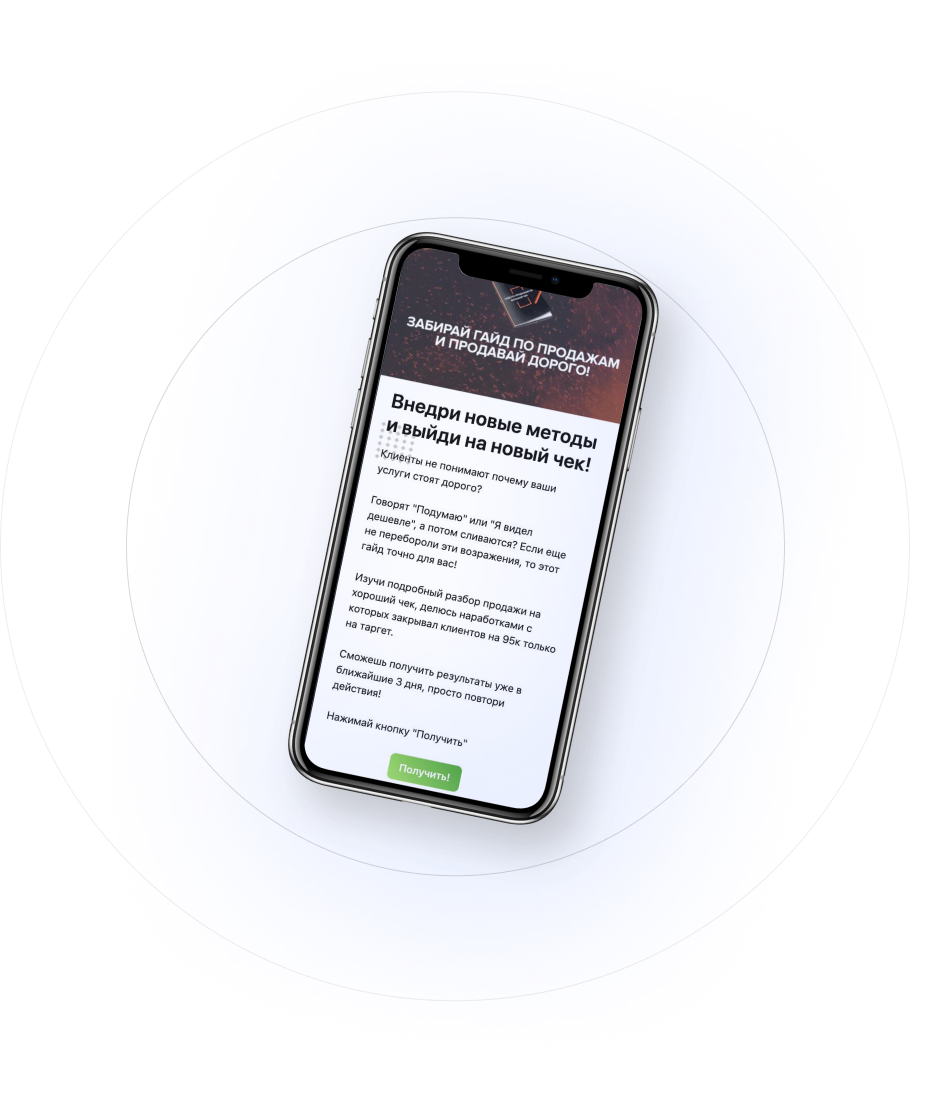 ЗАБИРАЙ ГАЙД ПО ПРОДАЖАМ
И ПРОДАВАЙ ДОРОГО!
Внедри новые методы
и выйди на новый чек!
Клиенты не понимают почему ваши
услуги стоят дорого?
Говорят "Подумаю" или "Я видел
дешевле", а потом сливаются? Если еще
не перебороли эти возражения, то этот
гайд точно для вас!
Изучи подробный разбор продажи на
хороший чек, делюсь наработками с
которых закрывал клиентов на 95к только
на таргет.
Сможешь получить результаты уже в
ближайшие 3 дня, просто повтори
действия!
Нажимай кнопку "Получить"
Получить!